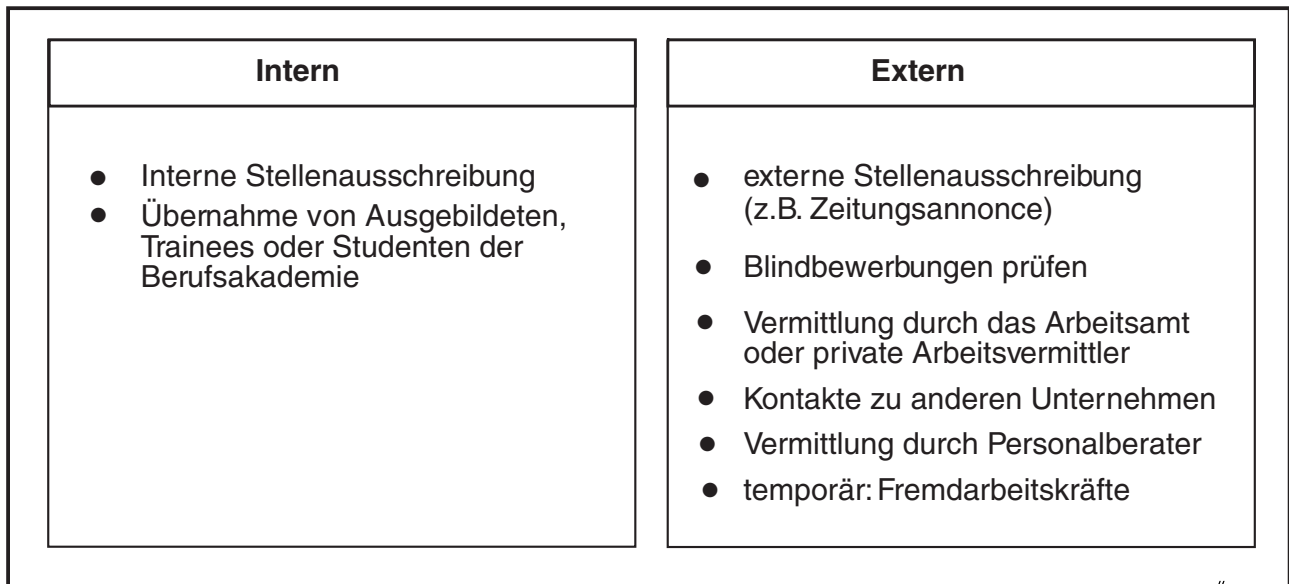 Intern
● Interne Stellenausschreibung
● Übernahme von Ausgebildeten,
Trainees oder Studenten der
Berufsakademie
Extern
● externe Stellenausschreibung
(z.B. Zeitungsannonce)
● Blindbewerbungen prüfen
● Vermittlung durch das Arbeitsamt
oder private Arbeitsvermittler
● Kontakte zu anderen Unternehmen
● Vermittlung durch Personalberater
● temporär: Fremdarbeitskräfte